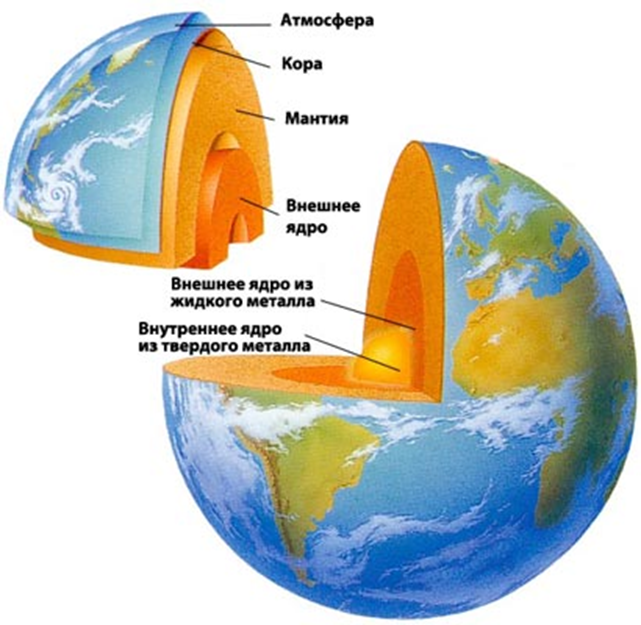 Атмосфера
Кора
Мантия
Внешнее
ядро
Внешнее ядро из
жидкого металла
Внутреннее ядро
из твердого металла